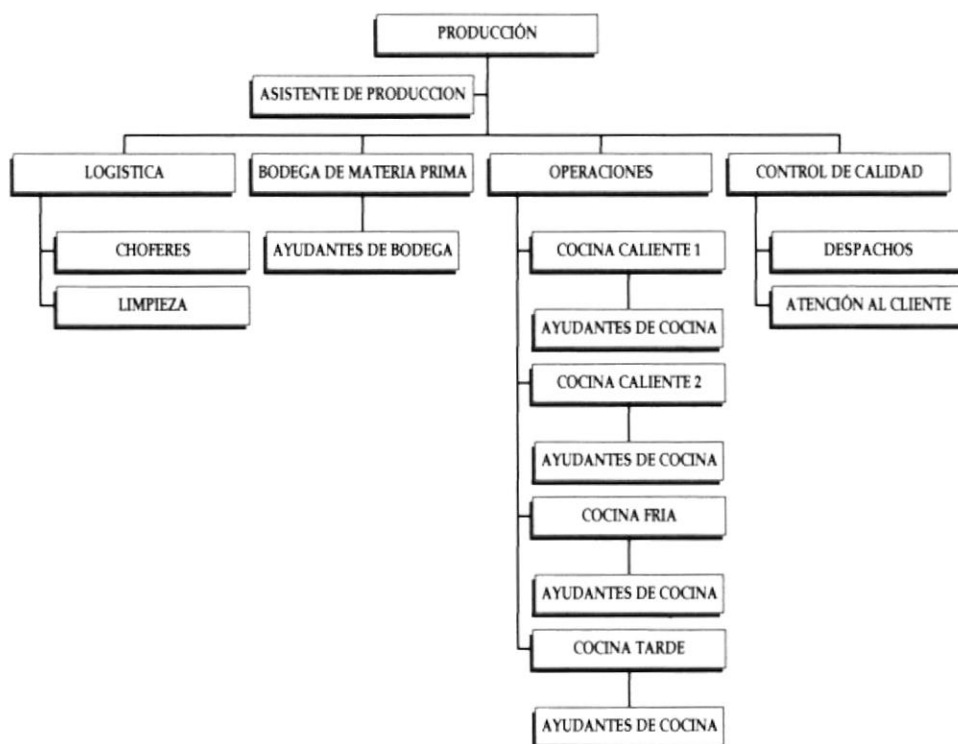 PRODUCCIÓN
ASISTENTE DE PRODUCCION
LOGISTICA
BODEGA DE MATERIA PRIMA
OPERACIONES
CONTROL DE CALIDAD
CHOFERES
AYUDANTES DE BODEGA
COCINA CALIENTE 1
DESPACHOS
LIMPIEZA
ATENCIÓN AL CLIENTE
AYUDANTES DE COCINA
COCINA CALIENTE 2
AYUDANTES DE COCINA
COCINA FRIA
AYUDANTES DE COCINA
COCINA TARDE
AYUDANTES DE COCINA